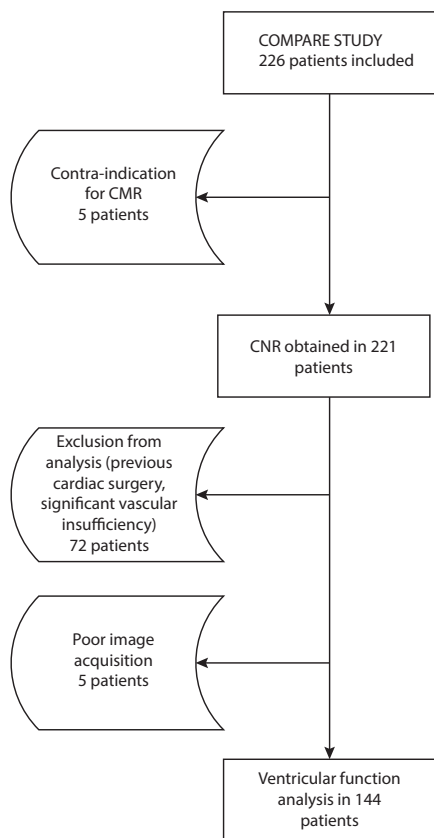 COMPARE STUDY
226 patients included
Contra-indication
for CMR
5 patients
CNR obtained in 221
patients
Exclusion from
analysis (previous
cardiac surgery,
significant vascular
insufficiency)
72 patients
Poor image
acquisition
5 patients
Ventricular function
analysis in 144
patients